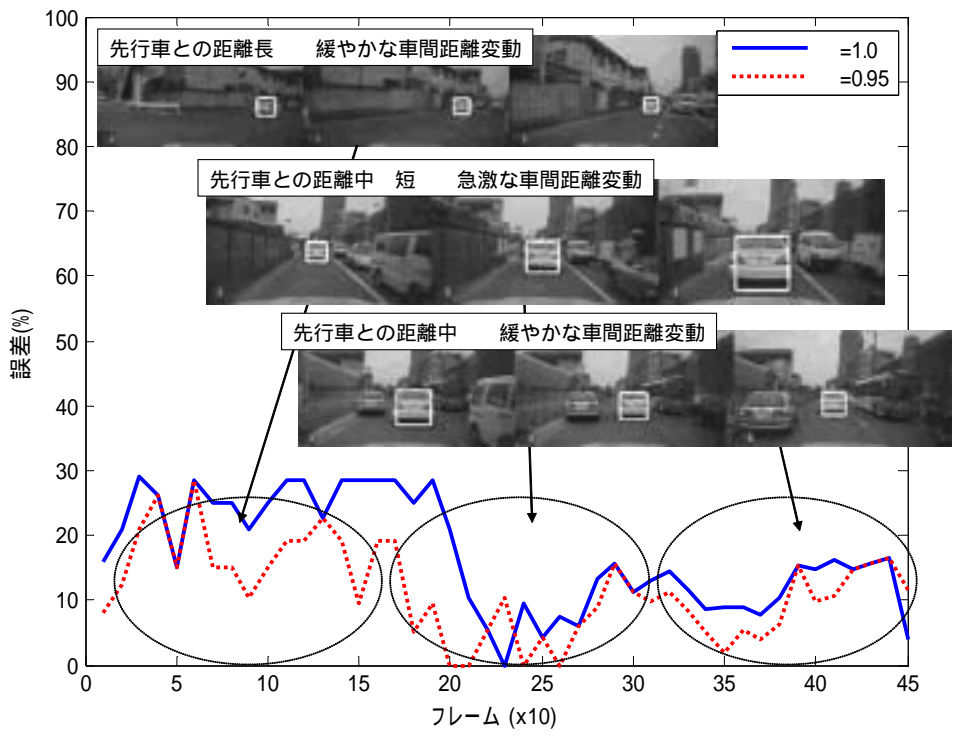 100
90
80
70
60
50
40
30
20
10
0
誤差(%)
先行車との距離長　　緩やかな車間距離変動
先行車との距離中　短　　急激な車間距離変動
先行車との距離中　　緩やかな車間距離変動
=1.0
=0.95
0 5 10 15 20 25 30 35 40 45
フレーム (x10)